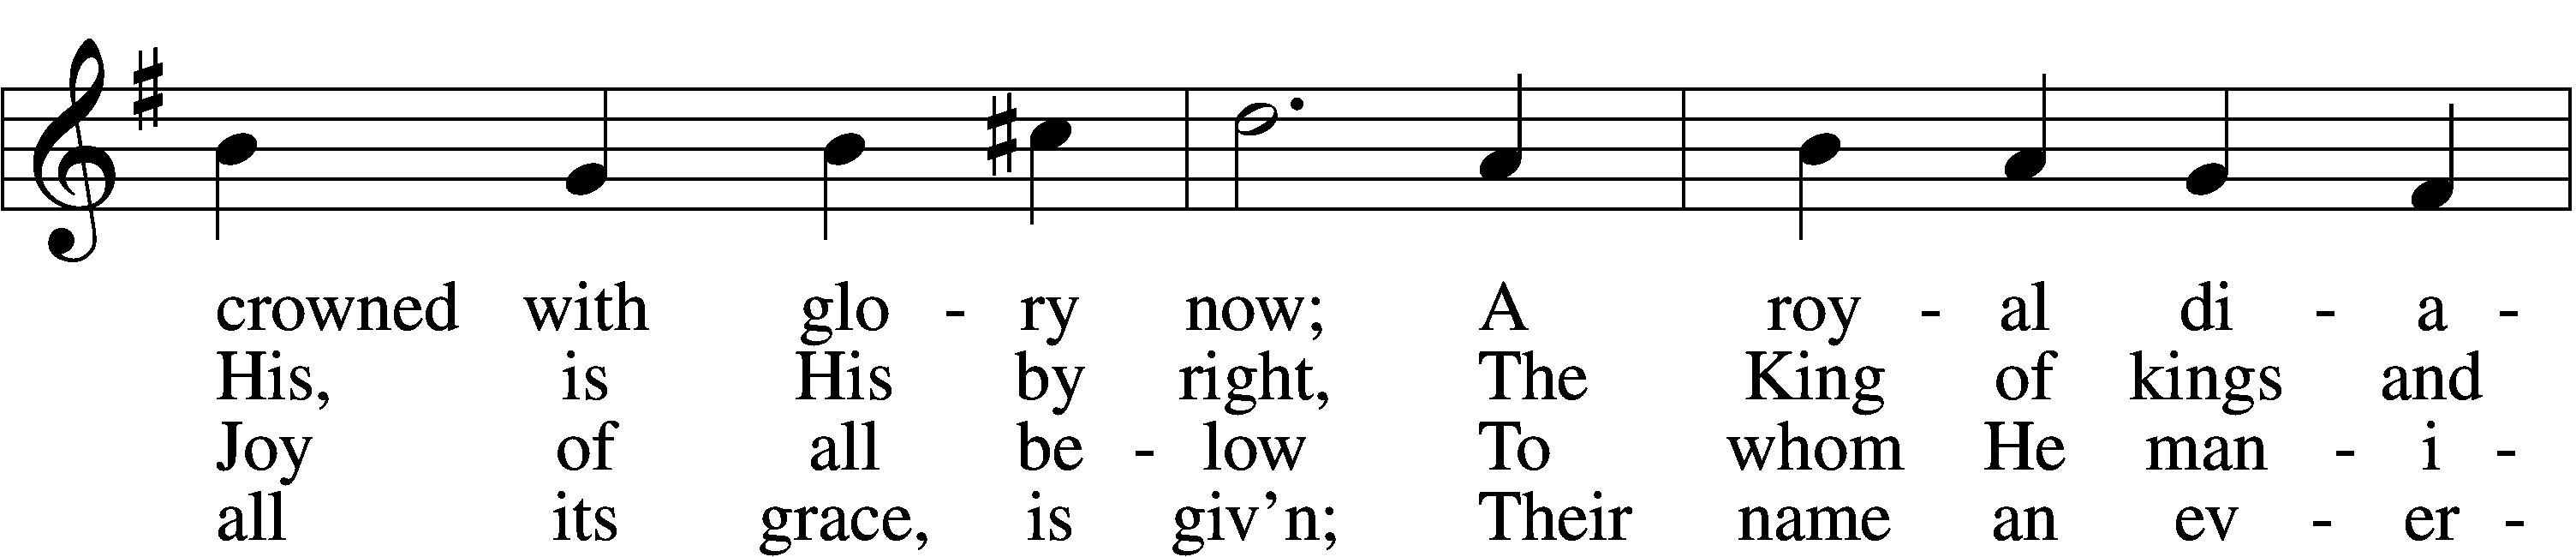 crowned with glo - ry now; A roy - al di - a -
His, is His by right, The King of kings and
Joy of all be - low To whom He man - i -
all its grace, is giv’n; Their name an ev - er -